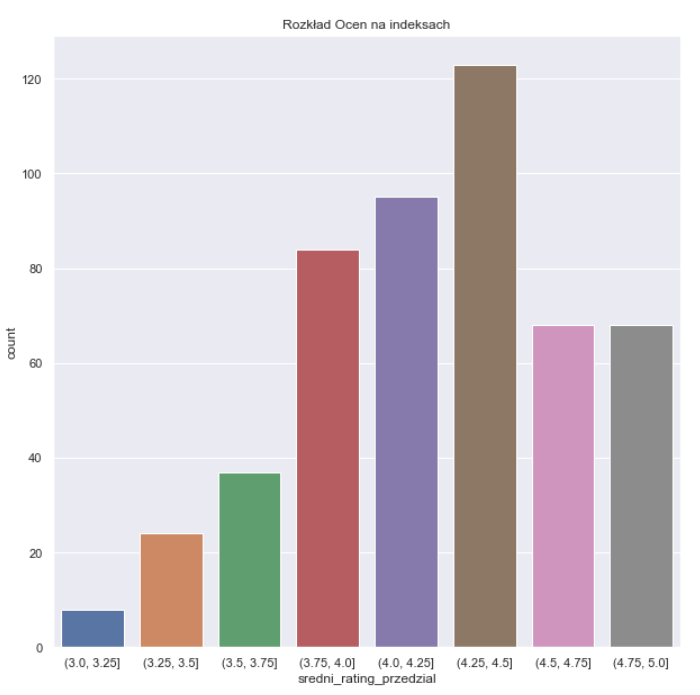 Rozkład Ocen na indeksach
120
100
80
60
40
20
0
count
(3.0, 3.25] (3.25, 3.5] (3.5, 3.75] (3.75, 4.0] (4.0, 4.25] (4.25, 4.5] (4.5, 4.75] (4.75, 5.0]
sredni_rating_przedzial